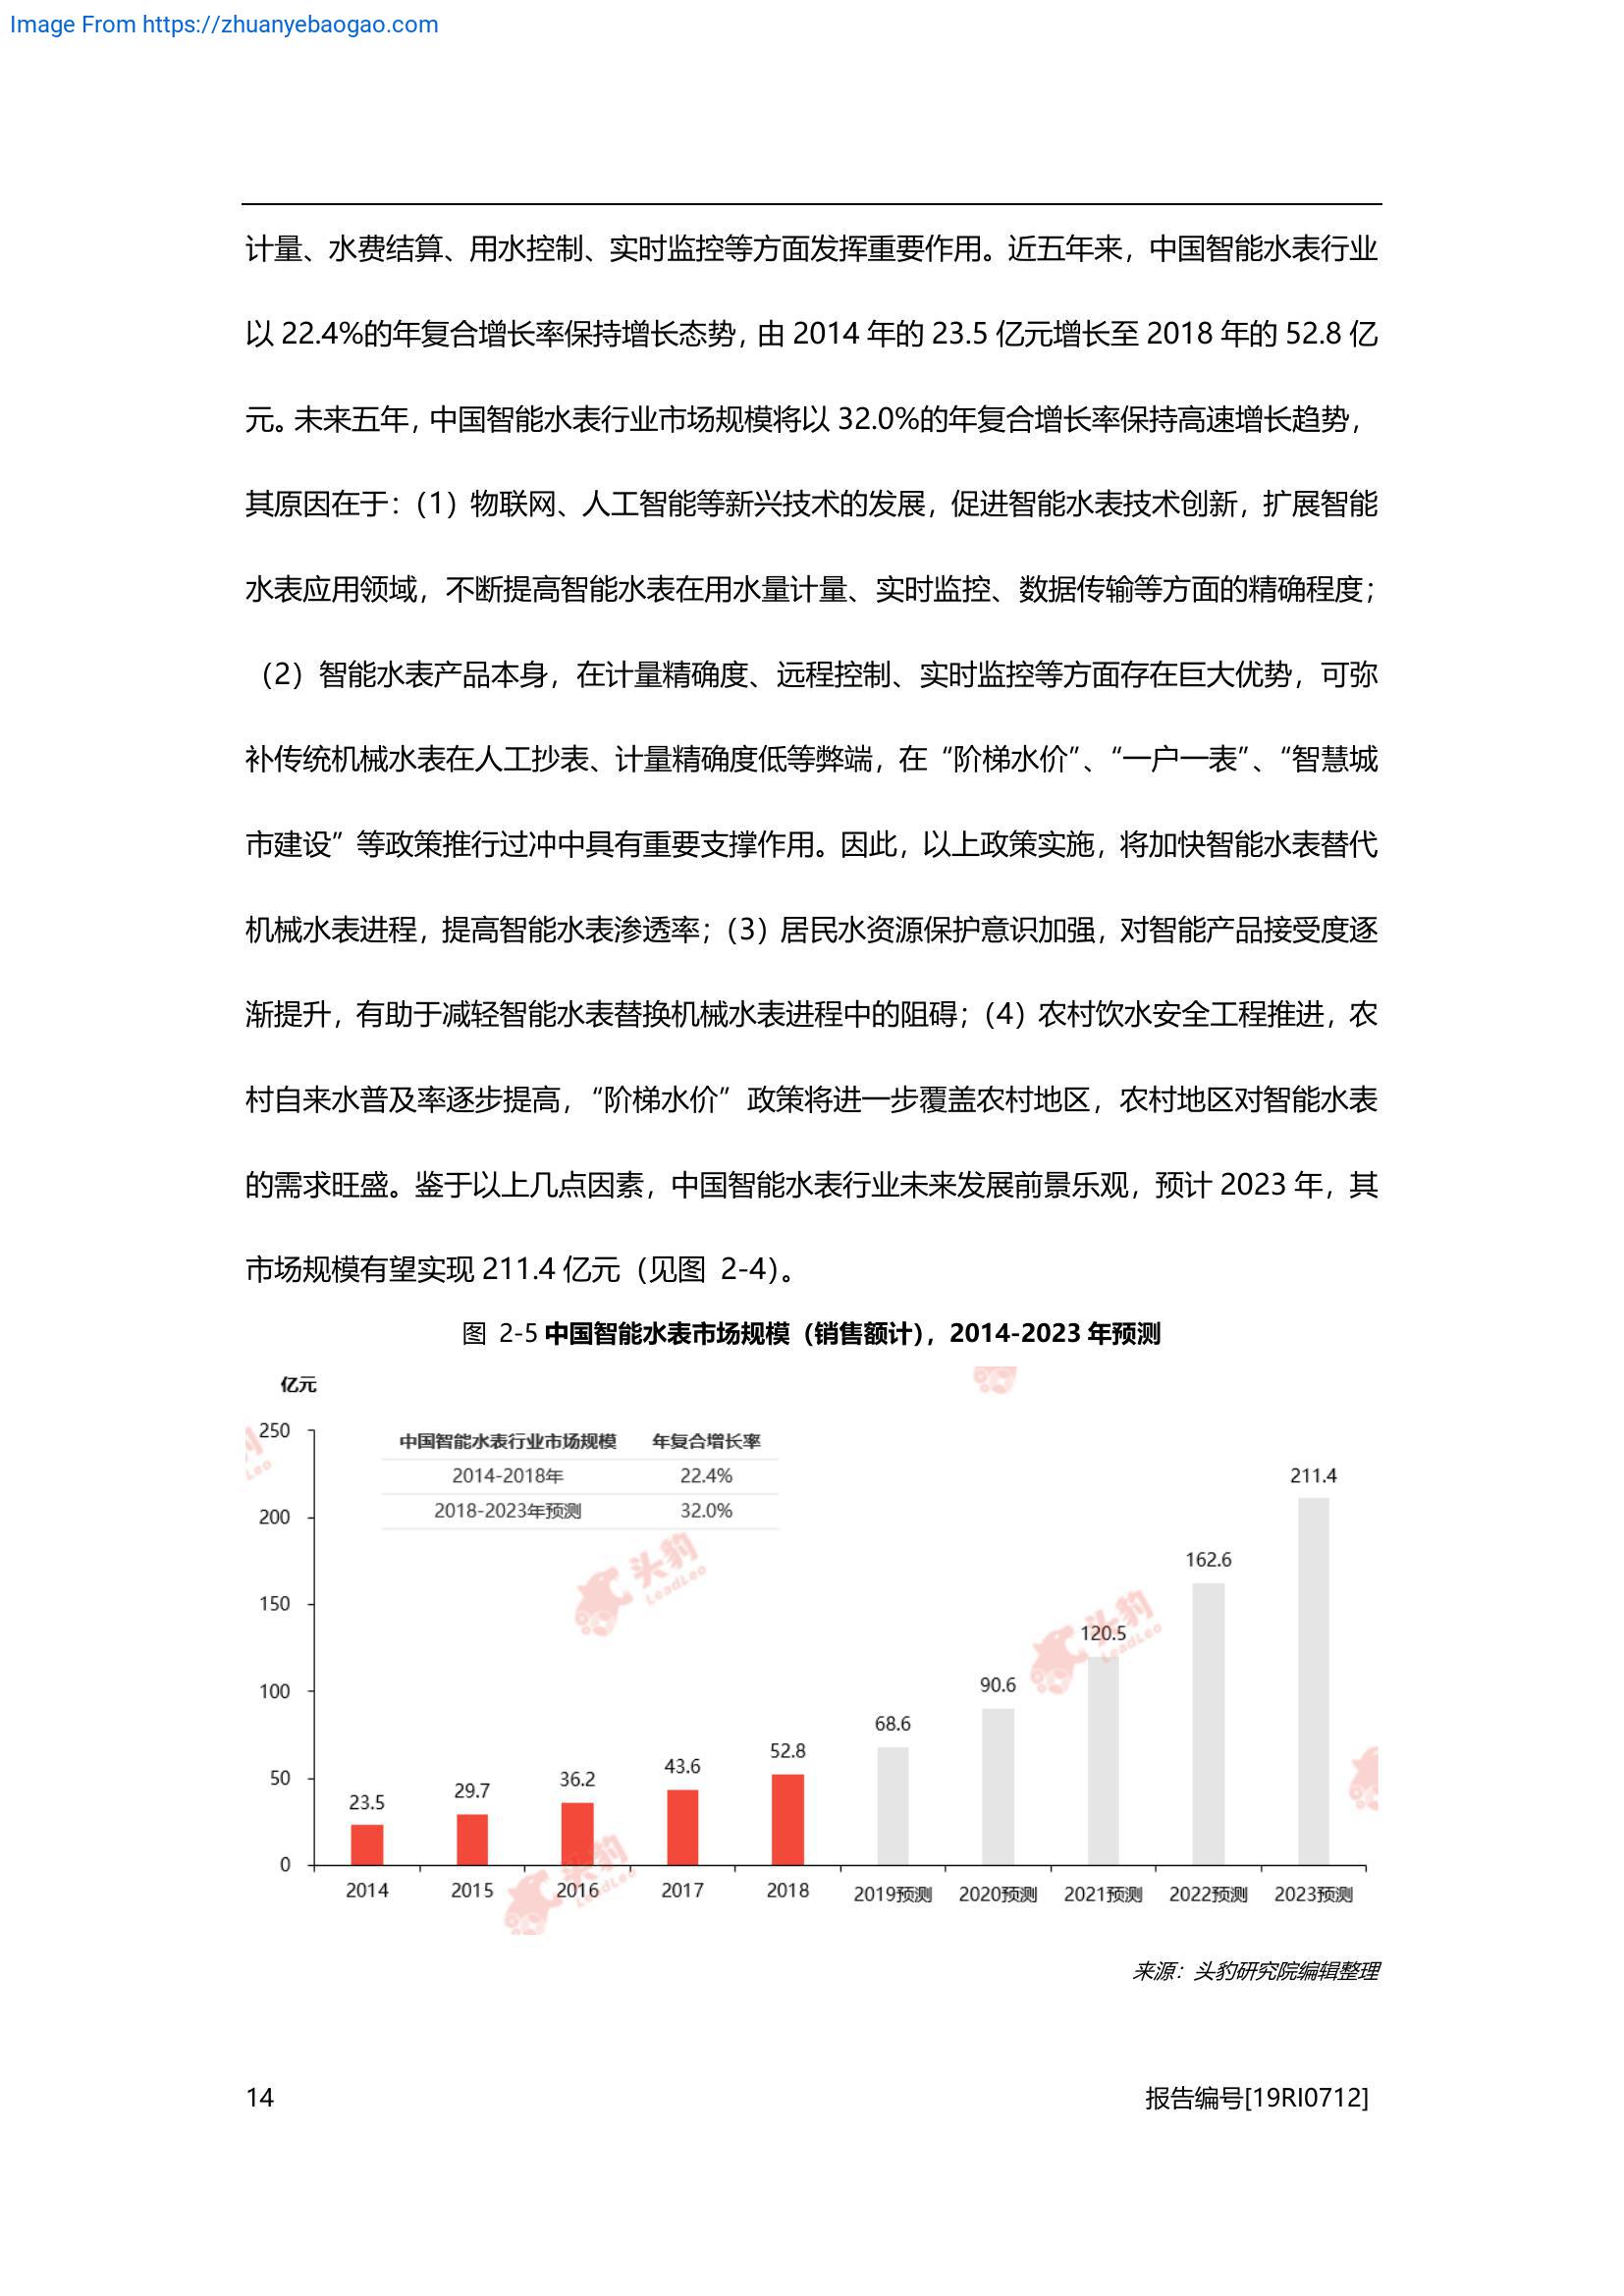 Image From https://zhuanyebaogao.com
计量、水费结算、用水控制、实时监控等方面发挥重要作用。近五年来，中国智能水表行业
以 22.4%的年复合增长率保持增长态势，由 2014 年的 23.5 亿元增长至 2018 年的 52.8 亿
元。未来五年，中国智能水表行业市场规模将以 32.0%的年复合增长率保持高速增长趋势，
其原因在于：（1）物联网、人工智能等新兴技术的发展，促进智能水表技术创新，扩展智能
水表应用领域，不断提高智能水表在用水量计量、实时监控、数据传输等方面的精确程度；
（2）智能水表产品本身，在计量精确度、远程控制、实时监控等方面存在巨大优势，可弥
补传统机械水表在人工抄表、计量精确度低等弊端，在“阶梯水价”、“一户一表”、“智慧城
市建设”等政策推行过冲中具有重要支撑作用。因此，以上政策实施，将加快智能水表替代
机械水表进程，提高智能水表渗透率；（3）居民水资源保护意识加强，对智能产品接受度逐
渐提升，有助于减轻智能水表替换机械水表进程中的阻碍；（4）农村饮水安全工程推进，农
村自来水普及率逐步提高，“阶梯水价”政策将进一步覆盖农村地区，农村地区对智能水表
的需求旺盛。鉴于以上几点因素，中国智能水表行业未来发展前景乐观，预计 2023 年，其
市场规模有望实现 211.4 亿元（见图 2-4）。
图 2-5 中国智能水表市场规模（销售额计），2014-2023 年预测
亿元
250
200
150
100
50
0
中国智能水表行业市场规模 年复合增长率
2014-2018年 22.4%
2018-2023年预测 32.0%
23.5 29.7 36.2 43.6 52.8 68.6 90.6 120.5 162.6 211.4
2014 2015 2016 2017 2018 2019预测 2020预测 2021预测 2022预测 2023预测
头豹
LeadLeo
头豹
LeadLeo
头豹
LeadLeo
豹
Leo
来源：头豹研究院编辑整理
14 报告编号[19RI0712]